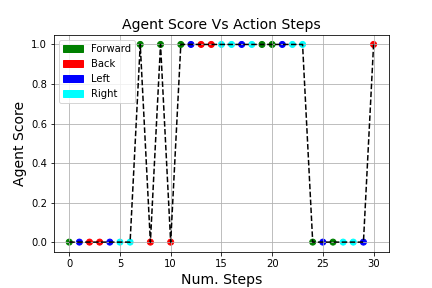 Agent Score Vs Action Steps
Agent Score
1.0
0.8
0.6
0.4
0.2
0.0
Forward
Back
Left
Right
0
5
10
15
20
25
30
Num. Steps